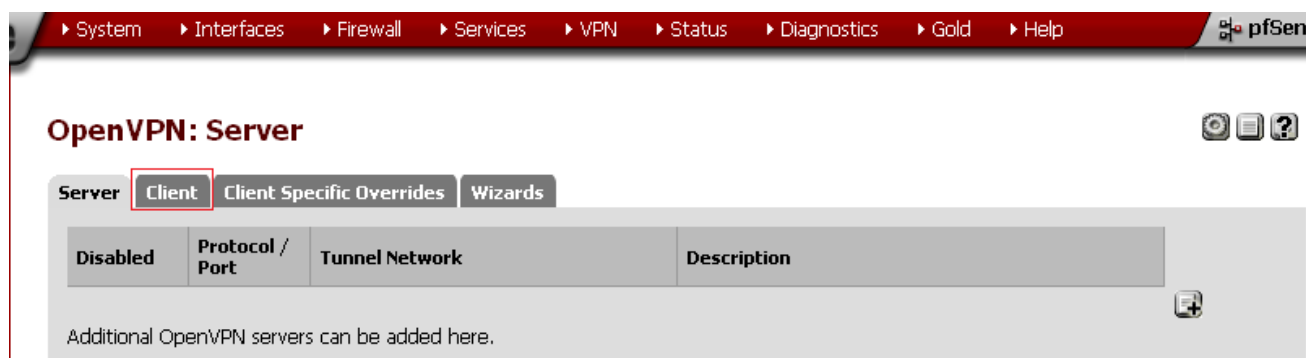 System Interfaces Firewall Services VPN Status Diagnostics Gold Help pfSen
OpenVPN: Server
Server Client Client Specific Overrides Wizards
Disabled Protocol / Port Tunnel Network Description
Additional OpenVPN servers can be added here.